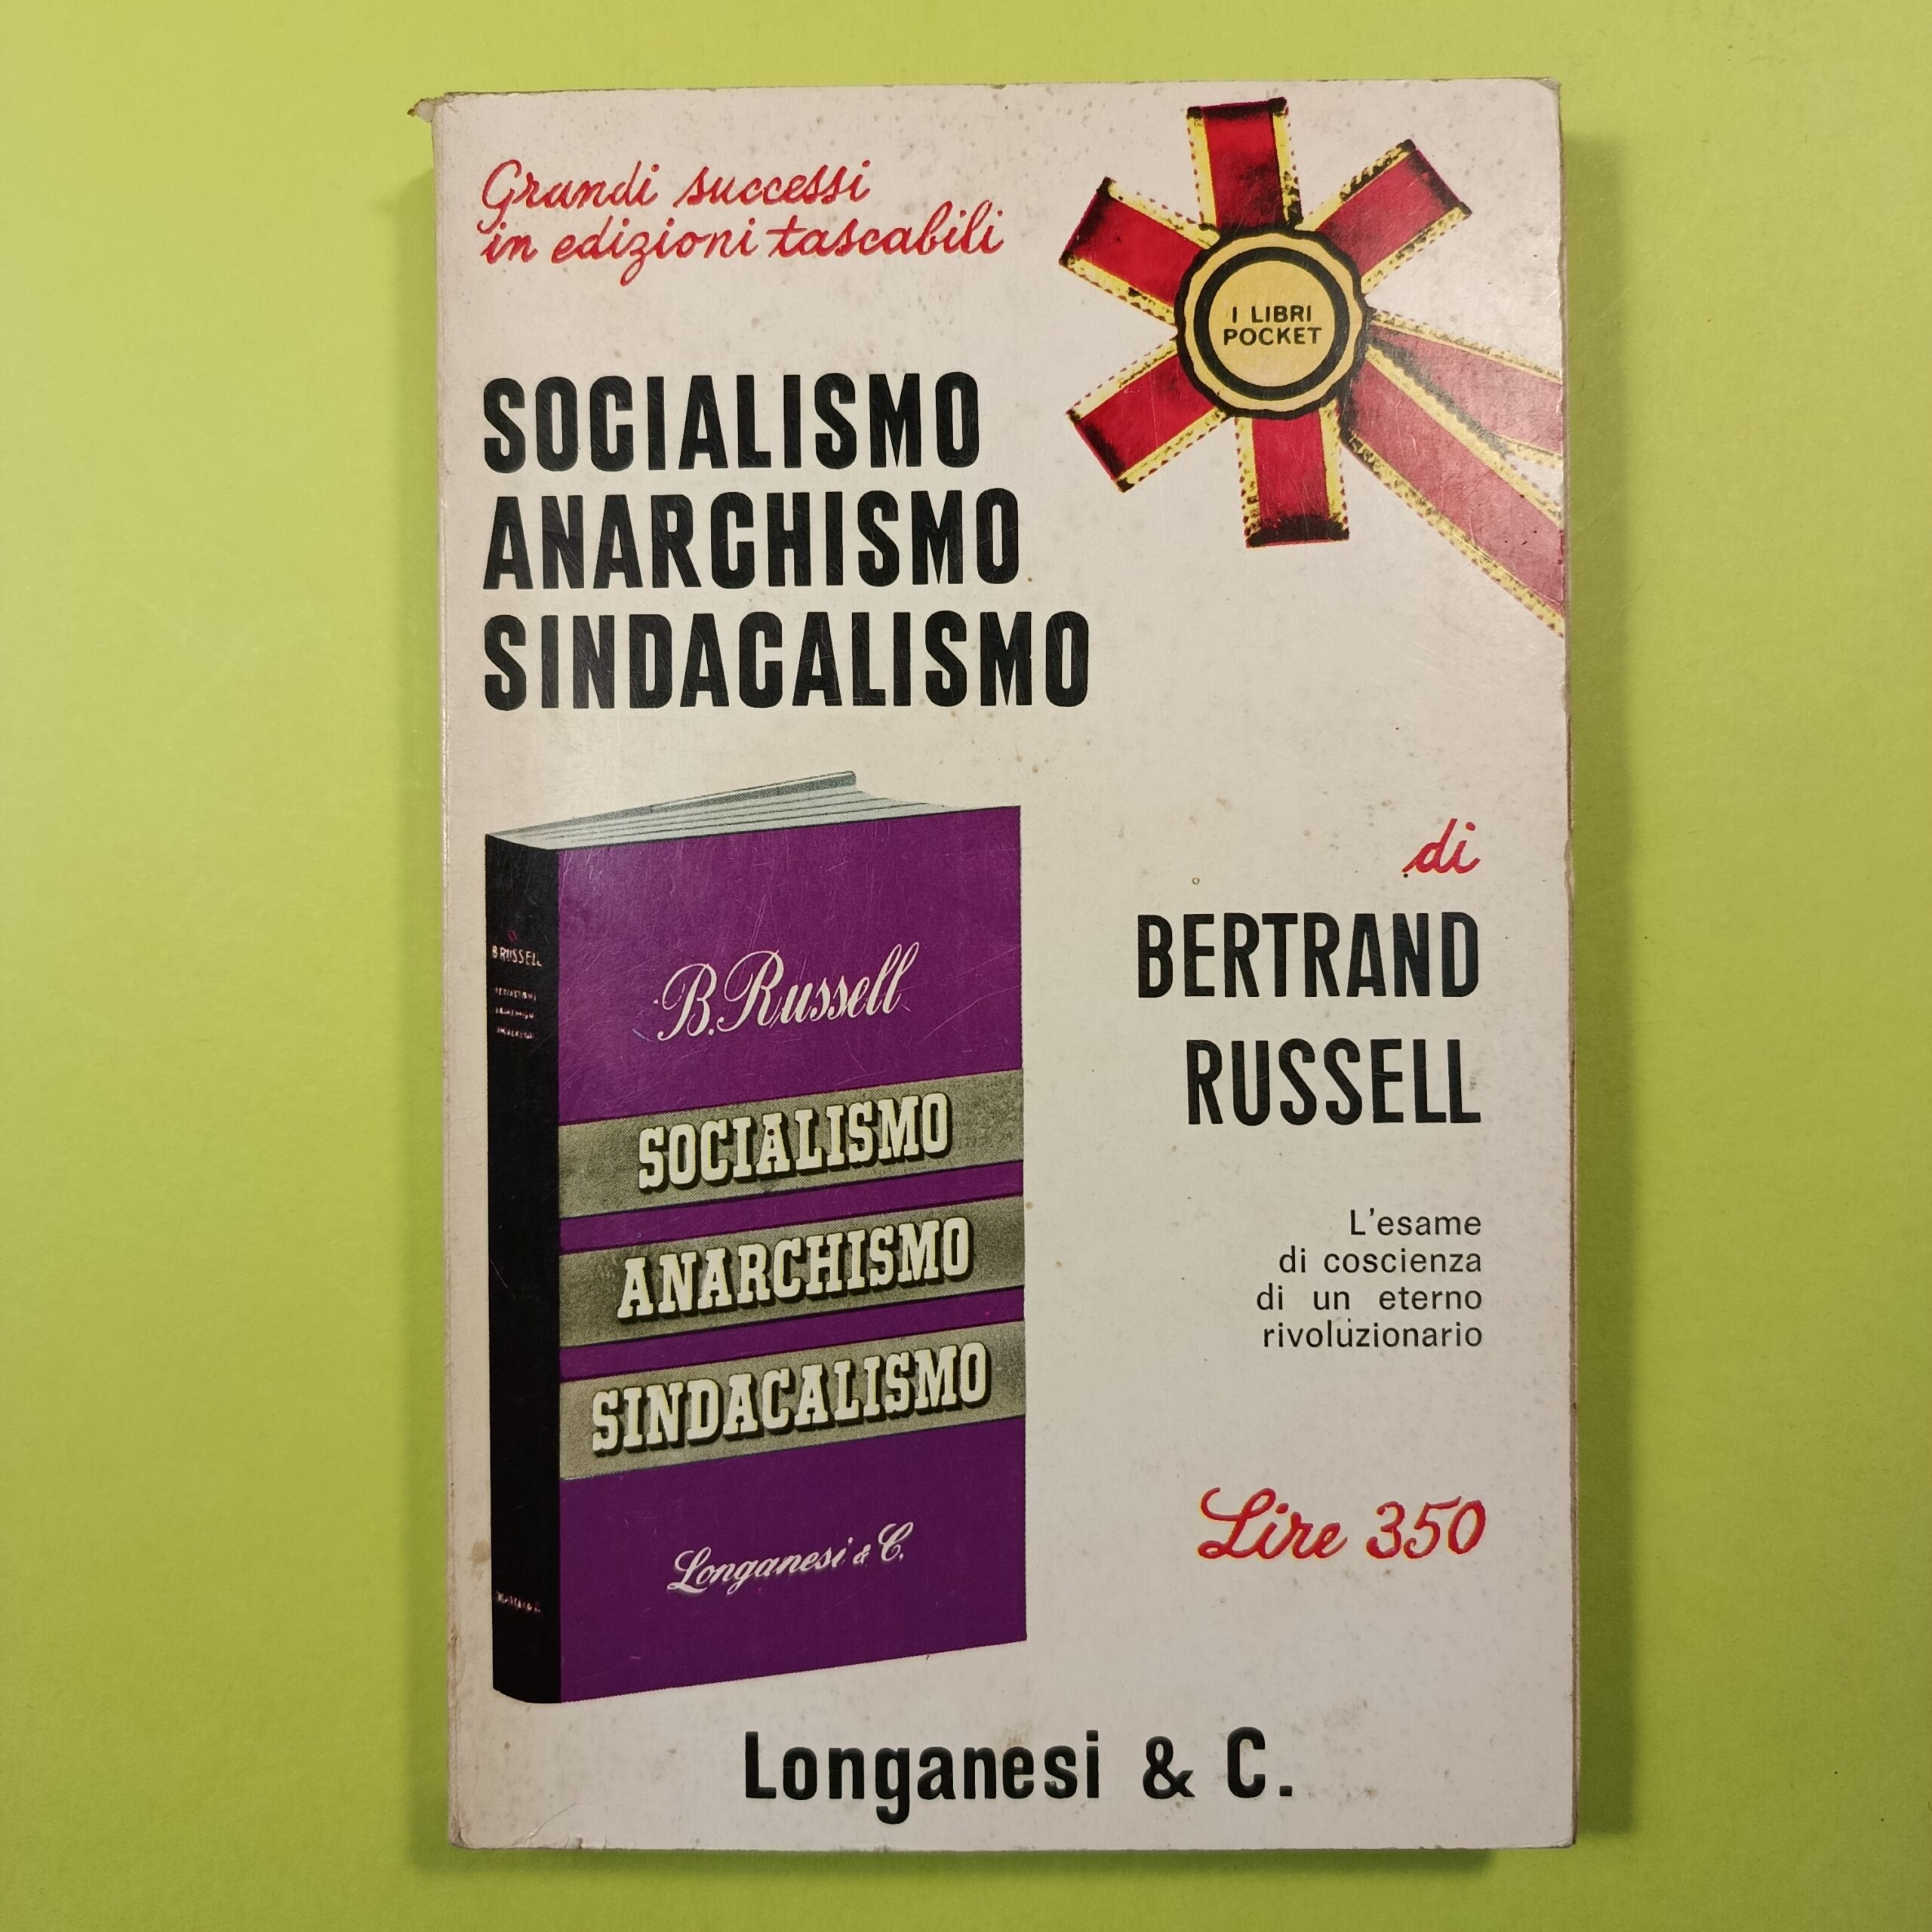 Grandi successi
in edizioni tascabili
I LIBRI
POCKET
SOCIALISMO
ANARCHISMO
SINDACALISMO
di
BERTRAND
RUSSELL
L'esame
di coscienza
di un eterno
rivoluzionario
Lire 350
B RUSSELL
B. Russell
SOCIALISMO
ANARCHISMO
SINDACALISMO
Longanesi & C.
Longanesi & C.